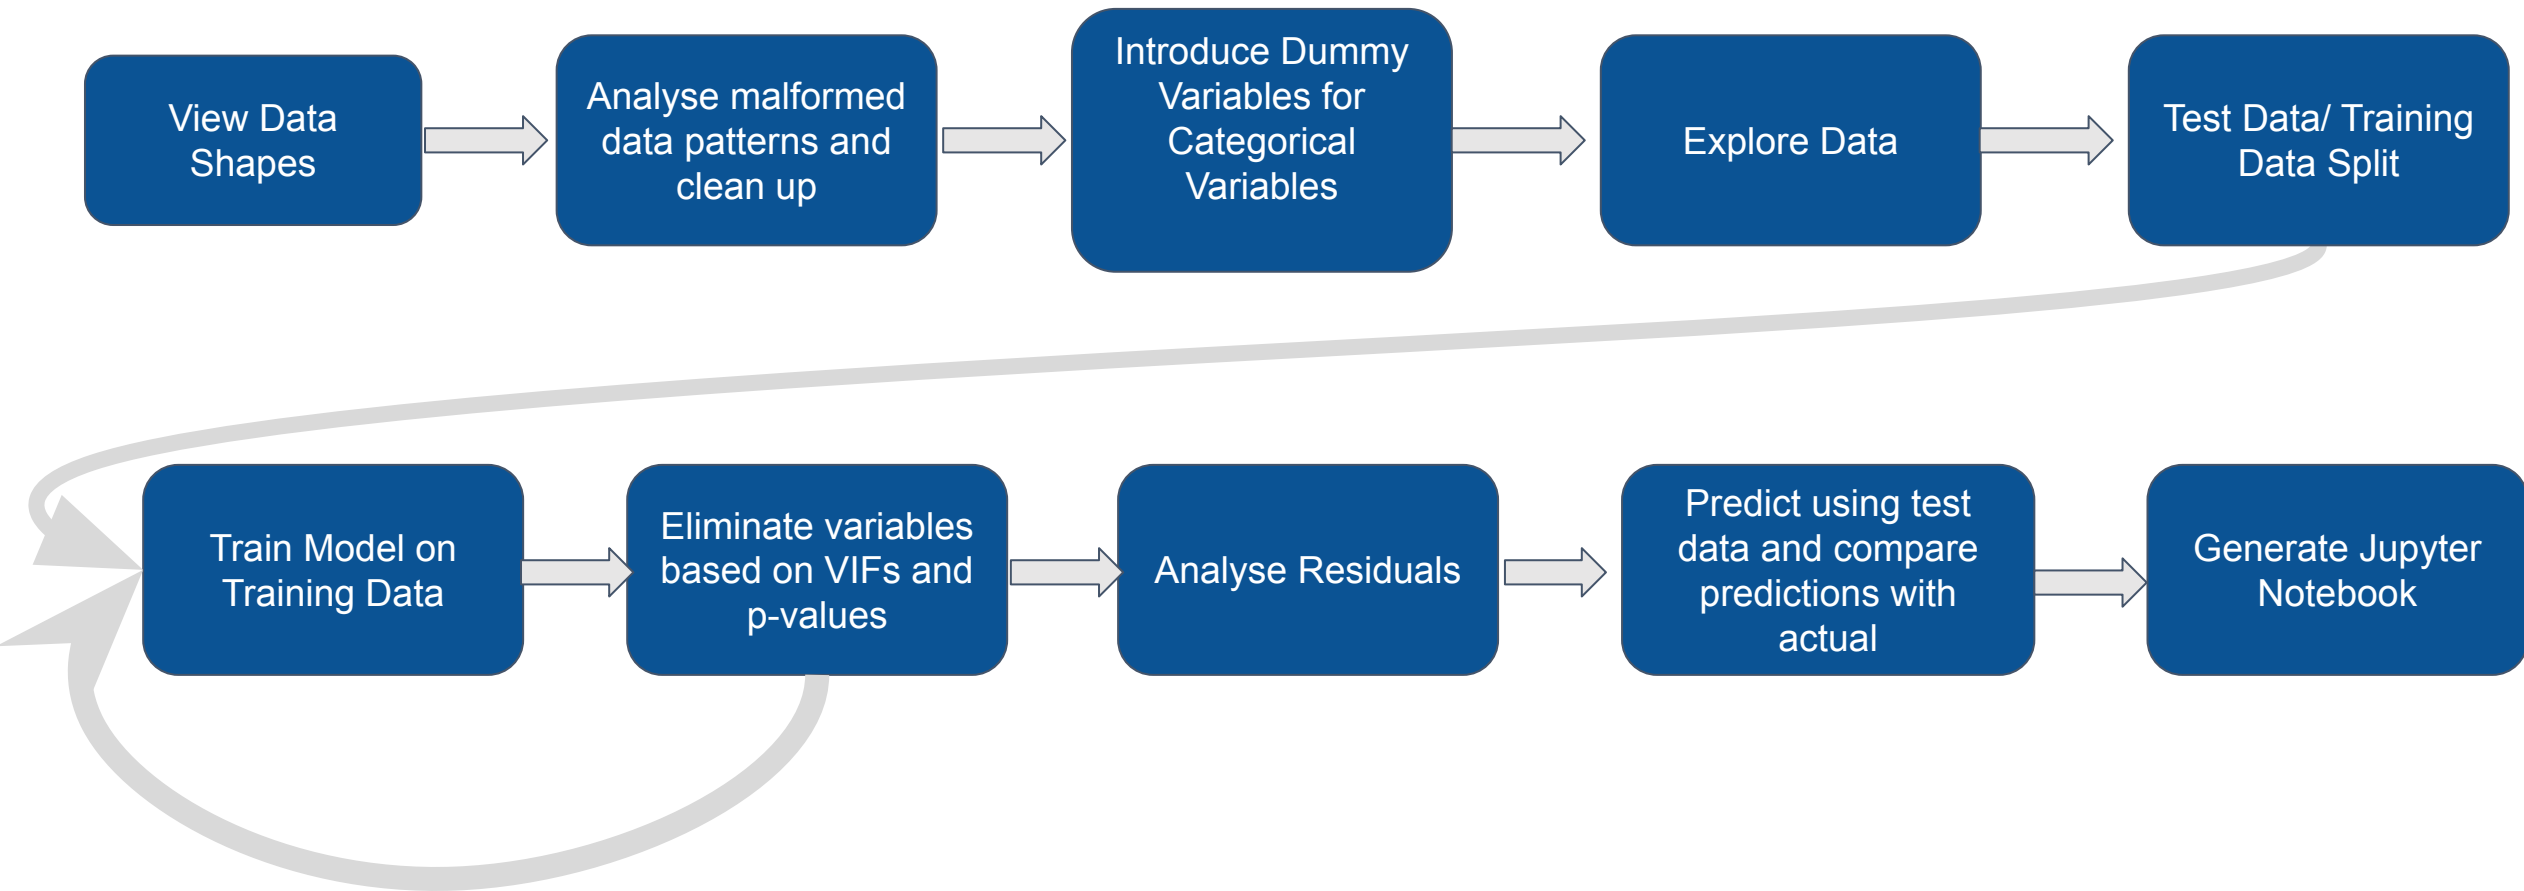 View Data
Shapes
Analyse malformed
data patterns and
clean up
Introduce Dummy
Variables for
Categorical
Variables
Explore Data
Test Data/ Training
Data Split
Train Model on
Training Data
Eliminate variables
based on VIFs and
p-values
Analyse Residuals
Predict using test
data and compare
predictions with
actual
Generate Jupyter
Notebook